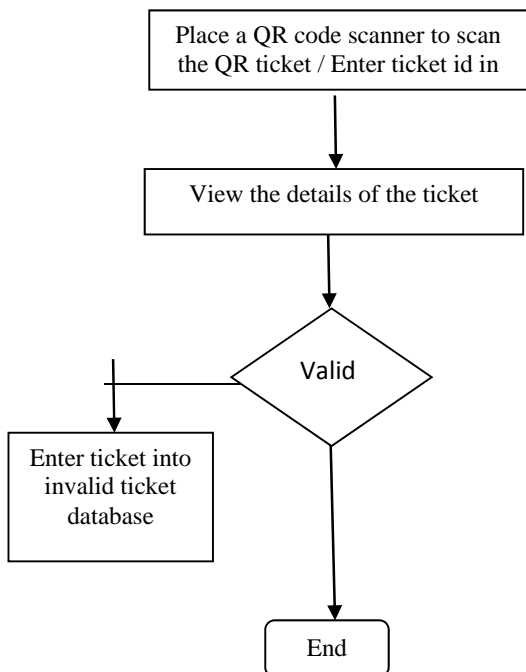 Place a QR code scanner to scan
the QR ticket / Enter ticket id in
View the details of the ticket
Valid
Enter ticket into
invalid ticket
database
End